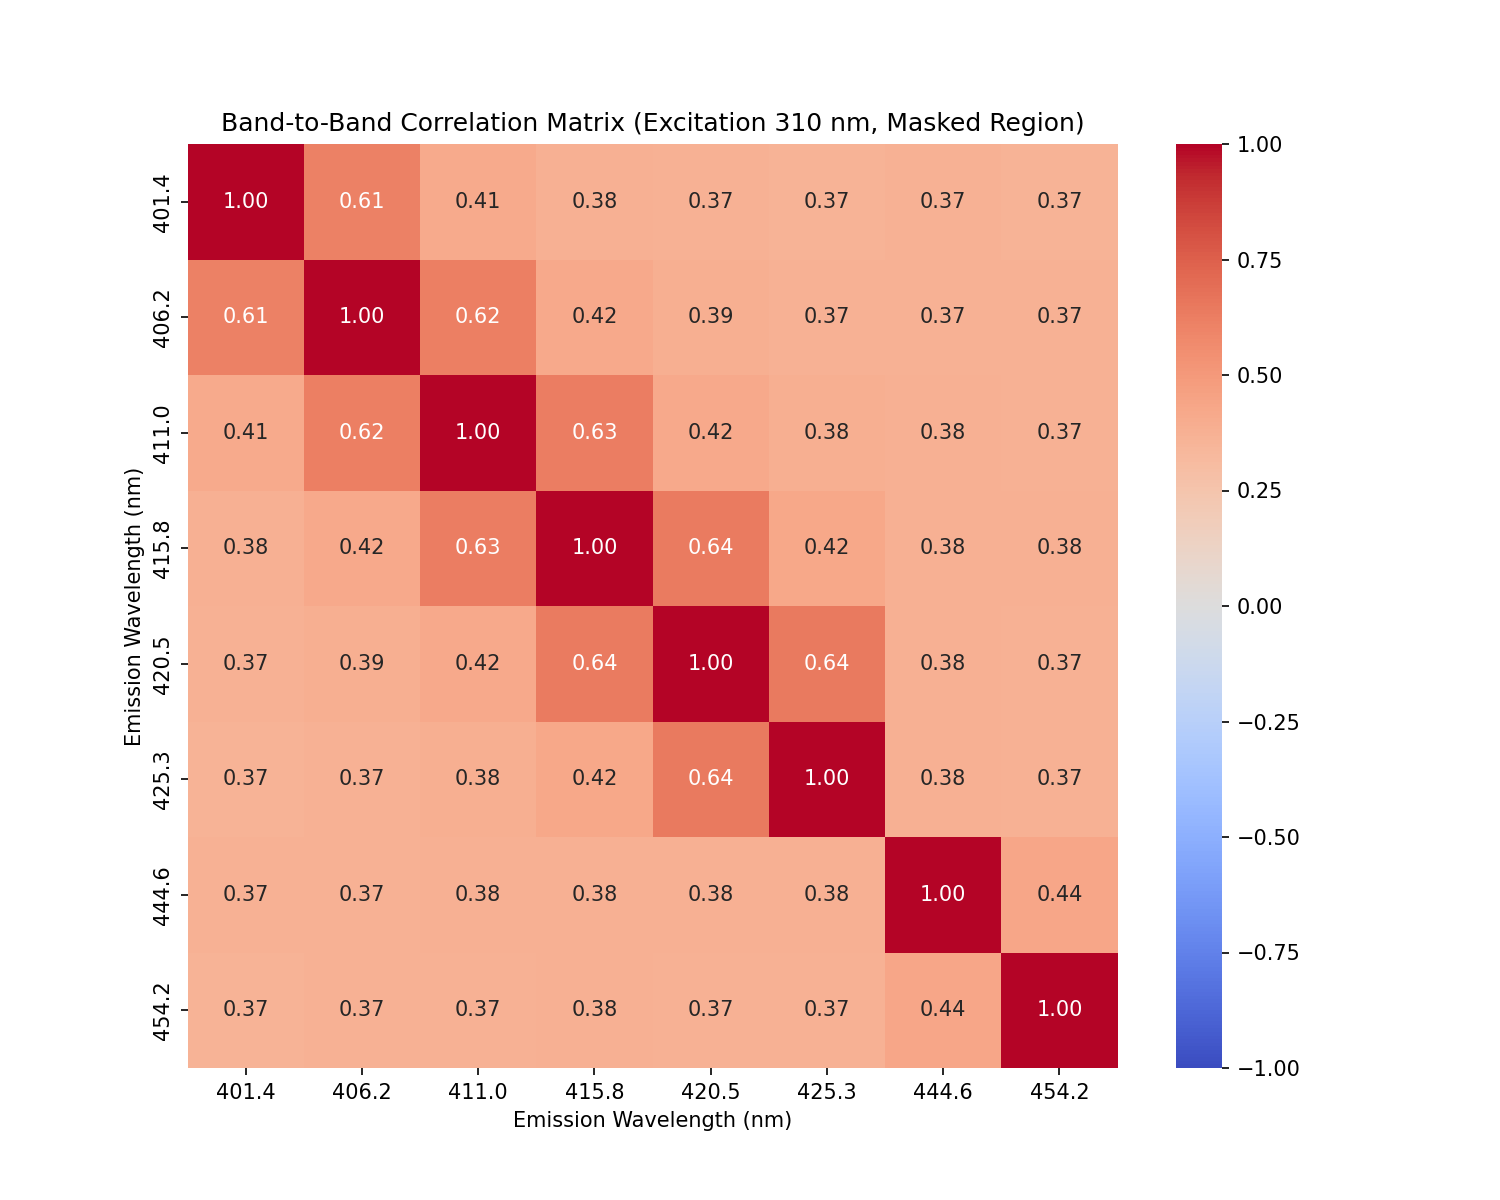 Band-to-Band Correlation Matrix (Excitation 310 nm, Masked Region)
401.4 1.00 0.61 0.41 0.38 0.37 0.37 0.37 0.37
406.2 0.61 1.00 0.62 0.42 0.39 0.37 0.37 0.37
411.0 0.41 0.62 1.00 0.63 0.42 0.38 0.38 0.37
415.8 0.38 0.42 0.63 1.00 0.64 0.42 0.38 0.38
420.5 0.37 0.39 0.42 0.64 1.00 0.64 0.38 0.37
425.3 0.37 0.37 0.38 0.42 0.64 1.00 0.38 0.37
444.6 0.37 0.37 0.38 0.38 0.38 0.38 1.00 0.44
454.2 0.37 0.37 0.37 0.38 0.37 0.37 0.44 1.00
401.4 406.2 411.0 415.8 420.5 425.3 444.6 454.2
Emission Wavelength (nm)
Emission Wavelength (nm)
1.00
0.75
0.50
0.25
0.00
−0.25
−0.50
−0.75
−1.00